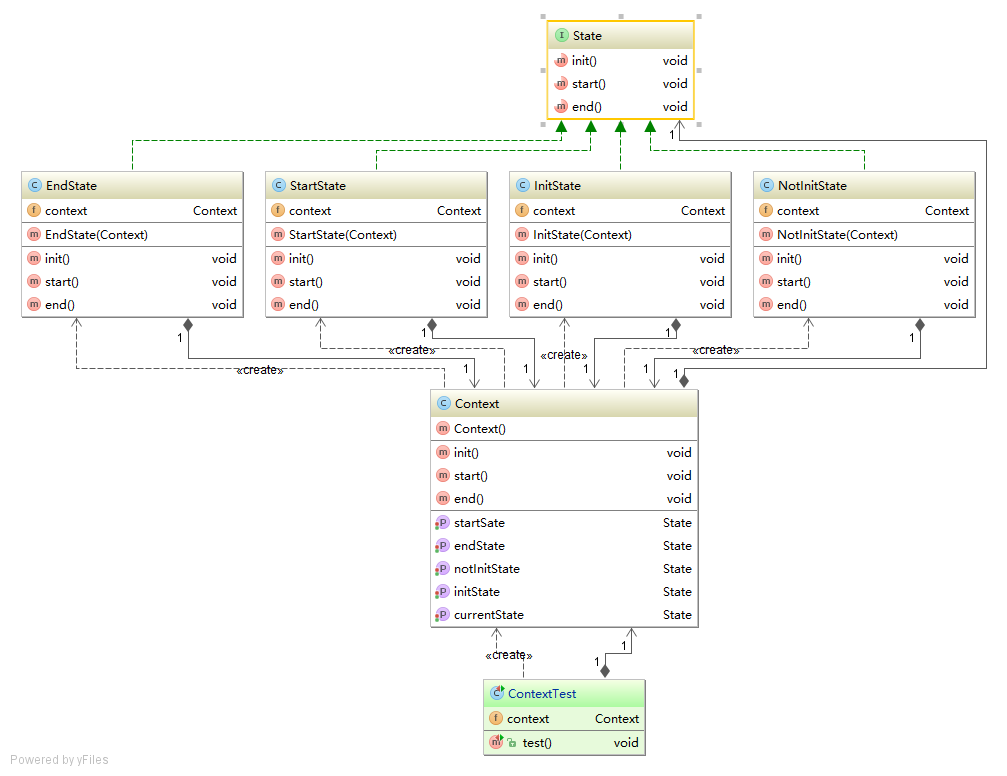 State
init() void
start() void
end() void
1
EndState
context Context
EndState(Context)
init() void
start() void
end() void
StartState
context Context
StartState(Context)
init() void
start() void
end() void
InitState
context Context
InitState(Context)
init() void
start() void
end() void
NotInitState
context Context
NotInitState(Context)
init() void
start() void
end() void
1 1 1 1
«create» «create» «create» «create»
1 1 1 1 1
Context
Context()
init() void
start() void
end() void
startSate State
endState State
notInitState State
initState State
currentState State
1
«create»
1
ContextTest
context Context
test() void
Powered by yFiles